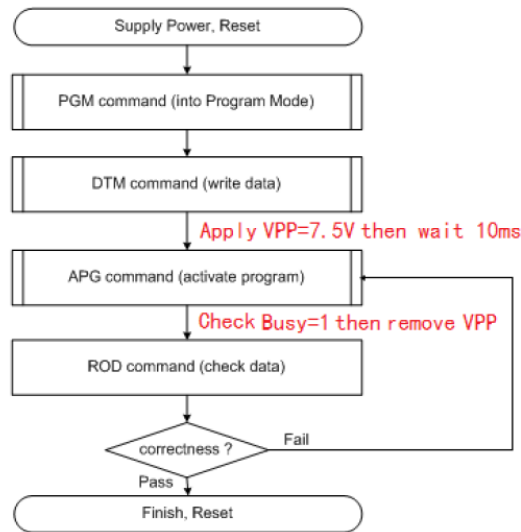 Supply Power, Reset
PGM command (into Program Mode)
DTM command (write data)
Apply VPP=7.5V then wait 10ms
APG command (activate program)
Check Busy=1 then remove VPP
ROD command (check data)
correctness ?
Fail
Pass
Finish, Reset